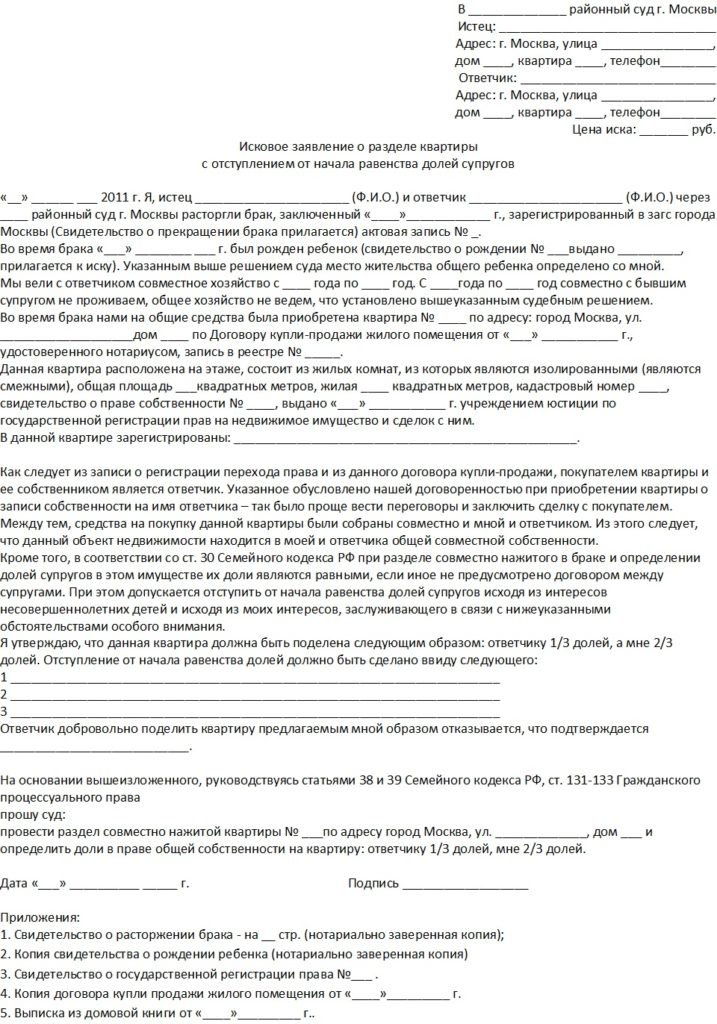 В ______________ районный суд г. Москвы
Истец: _______________________________
Адрес: г. Москва, улица ________________,
дом ____, квартира ____, телефон________
Ответчик: ____________________________
Адрес: г. Москва, улица ________________,
дом ____, квартира ____, телефон________
Цена иска: _______ руб.
Исковое заявление о разделе квартиры
с отступлением от начала равенства долей супругов
«__» ______ ___ 2011 г. Я, истец ______________________ (Ф.И.О.) и ответчик ______________________ (Ф.И.О.) через
____ районный суд г. Москвы расторгли брак, заключенный «____»____________ г., зарегистрированный в загс города
Москвы (Свидетельство о прекращении брака прилагается) актовая запись № _.
Во время брака «___» ________ ___ г. был рожден ребенок (свидетельство о рождении № ___выдано _________,
прилагается к иску). Указанным выше решением суда место жительства общего ребенка определено со мной.
Мы вели с ответчиком совместное хозяйство с ____ года по ____ год. С ____года по ____ год совместно с бывшим
супругом не проживаем, общее хозяйство не ведем, что установлено вышеуказанным судебным решением.
Во время брака нами на общие средства была приобретена квартира № ____ по адресу: город Москва, ул.
___________________дом ____ по Договору купли-продажи жилого помещения от «___» ___________ г.,
удостоверенного нотариусом, запись в реестре № _____.
Данная квартира расположена на этаже, состоит из жилых комнат, из которых являются изолированными (являются
смежными), общая площадь ___квадратных метров, жилая ____ квадратных метров, кадастровый номер ____,
свидетельство о праве собственности № ____, выдано «___» ___________ г. учреждением юстиции по
государственной регистрации прав на недвижимое имущество и сделок с ним.
В данной квартире зарегистрированы: _________________________________________________.
Как следует из записи о регистрации перехода права и из данного договора купли-продажи, покупателем квартиры и
ее собственником является ответчик. Указанное обусловлено нашей договоренностью при приобретении квартиры о
записи собственности на имя ответчика – так было проще вести переговоры и заключить сделку с покупателем.
Между тем, средства на покупку данной квартиры были собраны совместно и мной и ответчиком. Из этого следует,
что данный объект недвижимости находится в моей и ответчика общей совместной собственности.
Кроме того, в соответствии со ст. 30 Семейного кодекса РФ при разделе совместно нажитого в браке и определении
долей супругов в этом имуществе их доли являются равными, если иное не предусмотрено договором между
супругами. При этом допускается отступить от начала равенства долей супругов исходя из интересов
несовершеннолетних детей и исходя из моих интересов, заслуживающего в связи с нижеуказанными
обстоятельствами особого внимания.
Я утверждаю, что данная квартира должна быть поделена следующим образом: ответчику 1/3 долей, а мне 2/3
долей. Отступление от начала равенства долей должно быть сделано ввиду следующего:
1 ______________________________________________________________________
2 ______________________________________________________________________
3 ______________________________________________________________________
Ответчик добровольно поделить квартиру предлагаемым мной образом отказывается, что подтверждается
___________________________.
На основании вышеизложенного, руководствуясь статьями 38 и 39 Семейного кодекса РФ, ст. 131-133 Гражданского
процессуального права
прошу суд:
провести раздел совместно нажитой квартиры № ___по адресу город Москва, ул. _____________, дом ___ и
определить доли в праве общей собственности на квартиру: ответчику 1/3 долей, мне 2/3 долей.
Дата «___» __________ _____ г. Подпись __________________
Приложения:
1. Свидетельство о расторжении брака - на __ стр. (нотариально заверенная копия);
2. Копия свидетельства о рождении ребенка (нотариально заверенная копия)
3. Свидетельство о государственной регистрации права №___ .
4. Копия договора купли продажи жилого помещения от «____»_________ г.
5. Выписка из домовой книги от «____»_________ г..